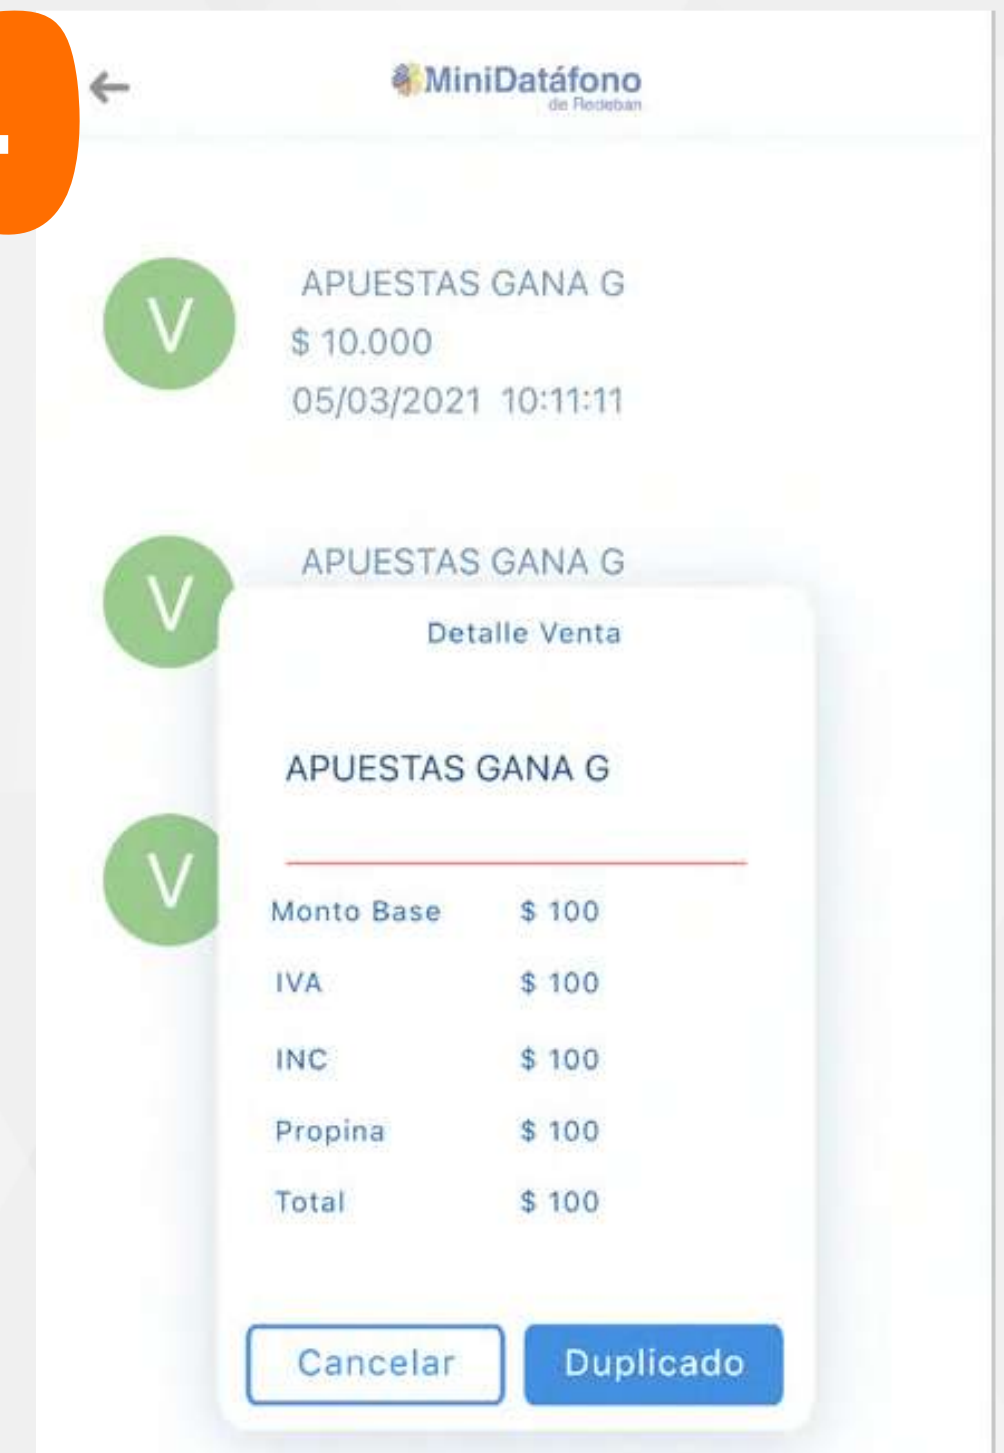 MiniDatáfono
de Redeban
V
APUESTAS GANA G
$ 10.000
05/03/2021 10:11:11
V
APUESTAS GANA G
Detalle Venta
APUESTAS GANA G
V
Monto Base $ 100
IVA $ 100
INC $ 100
Propina $ 100
Total $ 100
Cancelar Duplicado